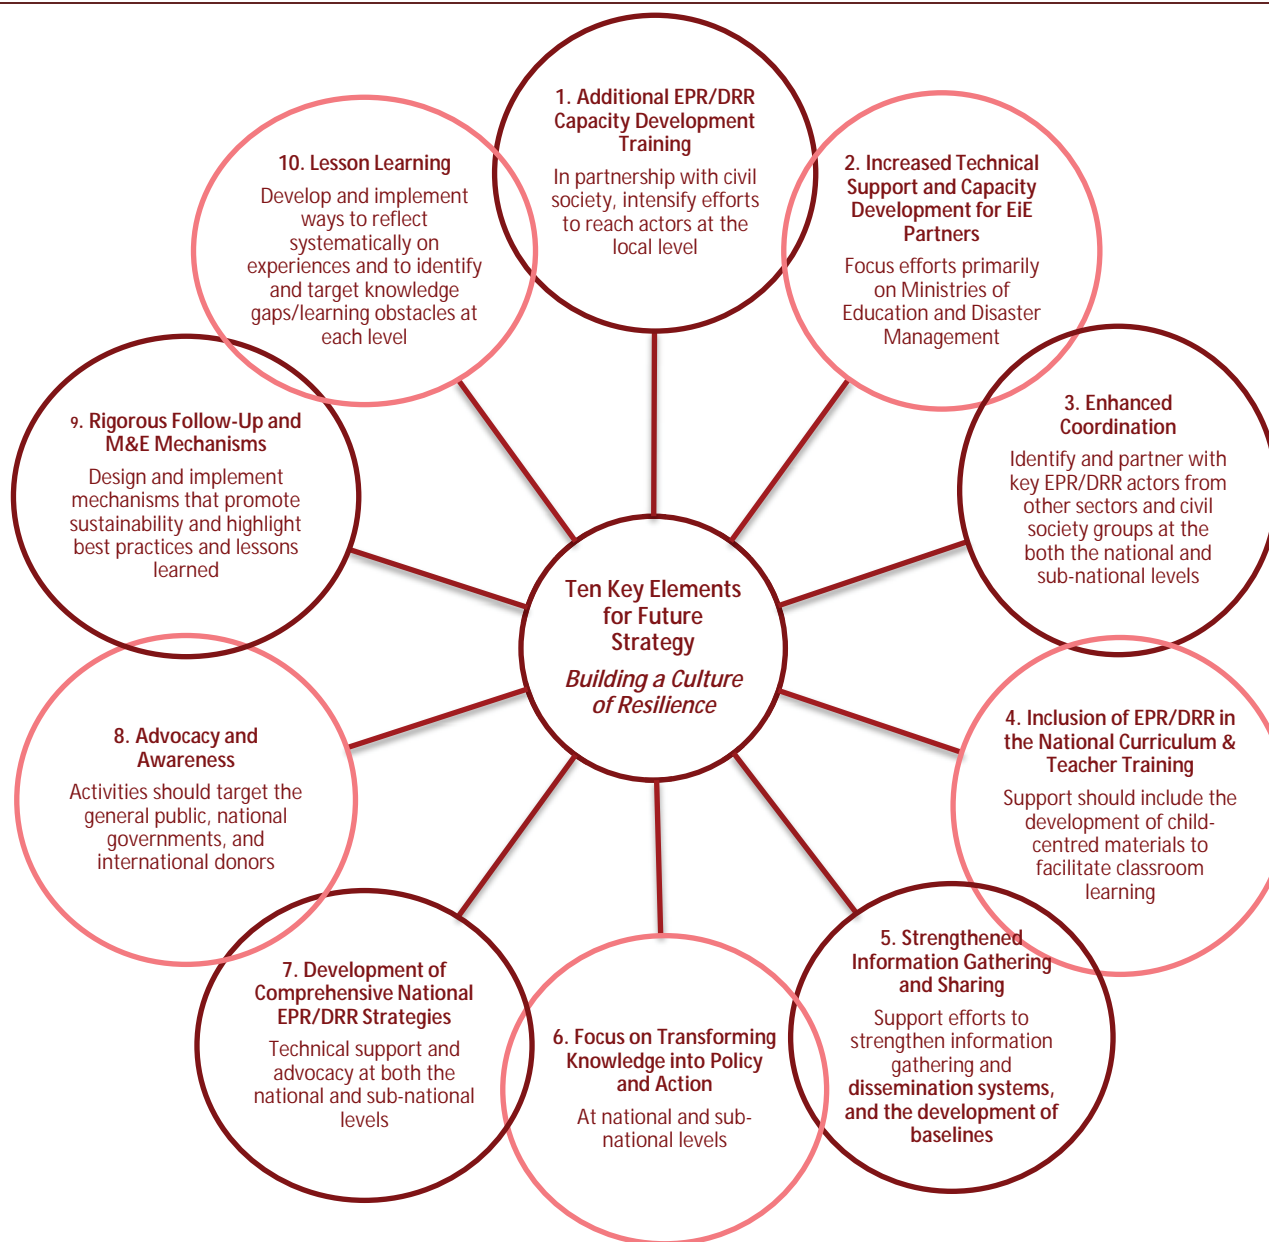 1. Additional EPR/DRR
Capacity Development
Training
In partnership with civil
society, intensify efforts
to reach actors at the
local level
2. Increased Technical
Support and Capacity
Development for EiE
Partners
Focus efforts primarily
on Ministries of
Education and Disaster
Management
3. Enhanced
Coordination
Identify and partner with
key EPR/DRR actors from
other sectors and civil
society groups at the
both the national and
sub-national levels
4. Inclusion of EPR/DRR in
the National Curriculum &
Teacher Training
Support should include the
development of child-
centred materials to
facilitate classroom
learning
5. Strengthened
Information Gathering
and Sharing
Support efforts to
strengthen information
gathering and
dissemination systems,
and the development of
baselines
6. Focus on Transforming
Knowledge into Policy
and Action
At national and sub-
national levels
7. Development of
Comprehensive National
EPR/DRR Strategies
Technical support and
advocacy at both the
national and sub-national
levels
8. Advocacy and
Awareness
Activities should target the
general public, national
governments, and
international donors
9. Rigorous Follow-Up and
M&E Mechanisms
Design and implement
mechanisms that promote
sustainability and highlight
best practices and lessons
learned
10. Lesson Learning
Develop and implement
ways to reflect
systematically on
experiences and to identify
and target knowledge
gaps/learning obstacles at
each level
Ten Key Elements
for Future
Strategy
Building a Culture
of Resilience